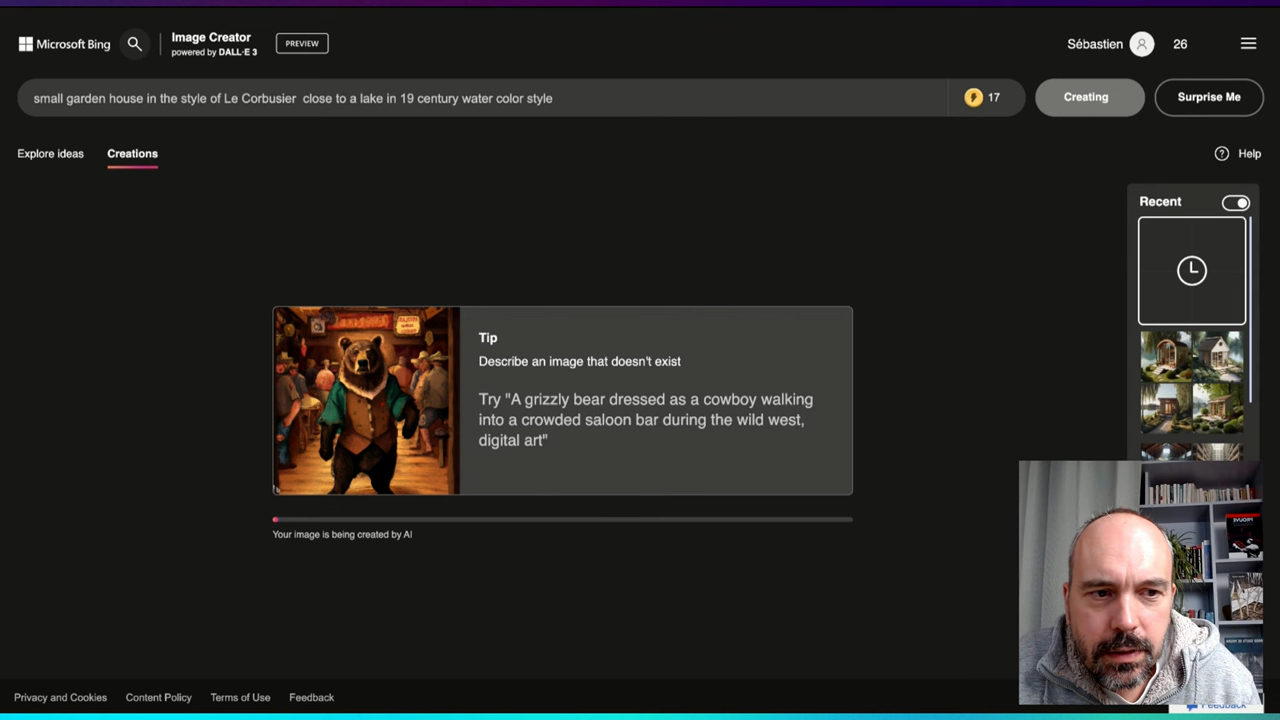 Microsoft Bing
Image Creator
powered by DALL·E 3
PREVIEW
Sébastien
26
small garden house in the style of Le Corbusier  close to a lake in 19 century water color style
17
Creating
Surprise Me
Explore ideas
Creations
Help
Recent
Tip
Describe an image that doesn't exist
Try "A grizzly bear dressed as a cowboy walking
into a crowded saloon bar during the wild west,
digital art"
Your image is being created by AI
Privacy and Cookies
Content Policy
Terms of Use
Feedback
Feedback